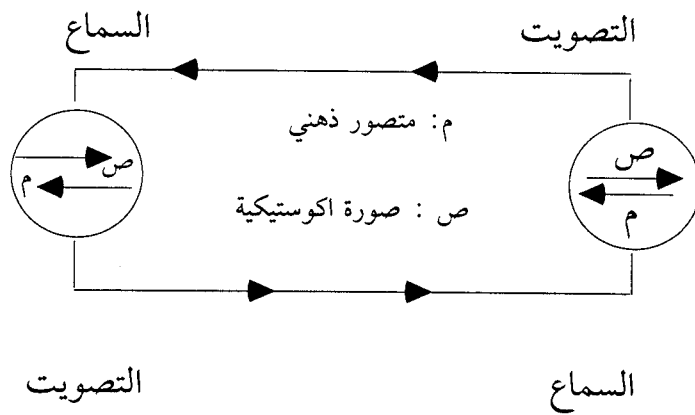 التصويت
السماع
م: متصور ذهني
ص
م
ص
م
ص : صورة اكوستيكية
السماع
التصويت